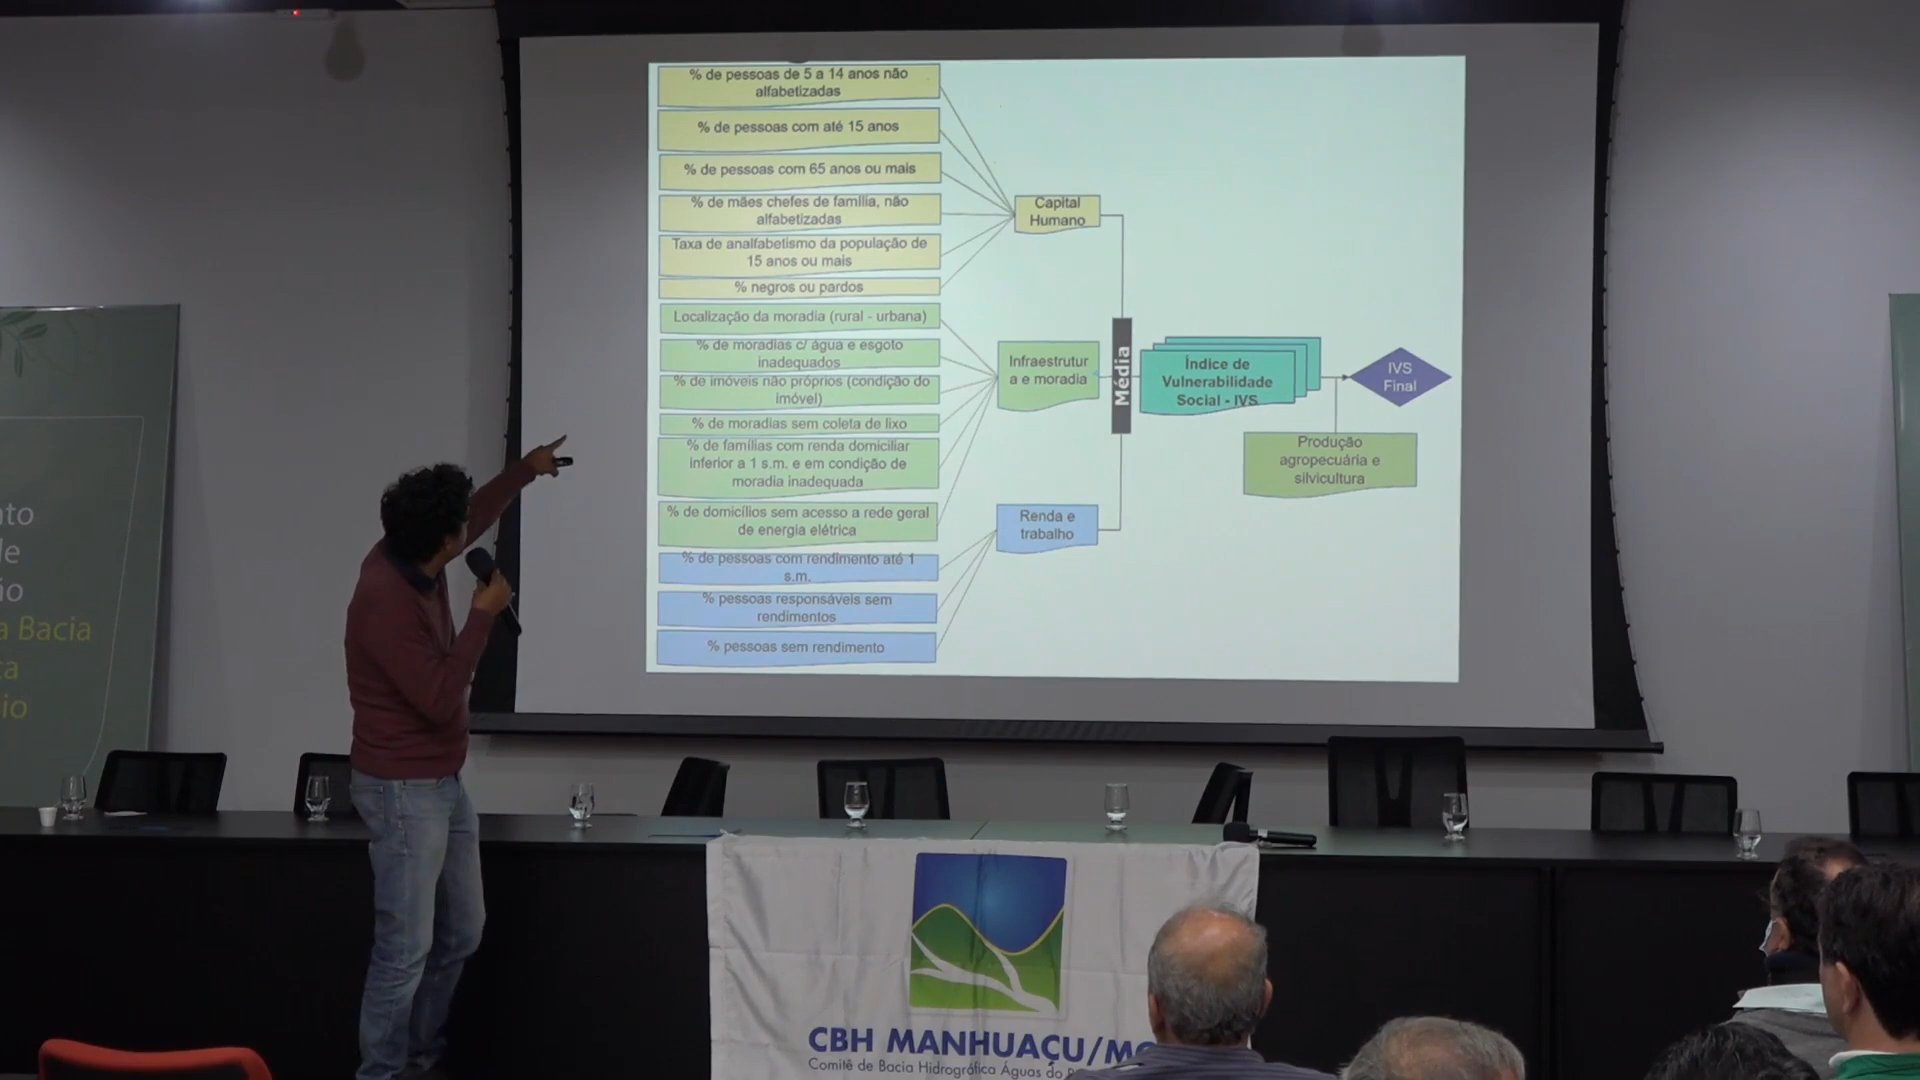 % de pessoas de 5 a 14 anos não
alfabetizadas
% de pessoas com até 15 anos
% de pessoas com 65 anos ou mais
% de mães chefes de família, não
alfabetizadas
Taxa de analfabetismo da população de
15 anos ou mais
% negros ou pardos
Localização da moradia (rural - urbana)
% de moradias c/ água e esgoto
inadequados
% de imóveis não próprios (condição do
imóvel)
% de moradias sem coleta de lixo
% de famílias com renda domiciliar
inferior a 1 s.m. e em condição de
moradia inadequada
% de domicílios sem acesso a rede geral
de energia elétrica
% de pessoas com rendimento até 1
s.m.
% pessoas responsáveis sem
rendimentos
% pessoas sem rendimento
Capital
Humano
Infraestrutur
a e moradia
Renda e
trabalho
Média
Índice de
Vulnerabilidade
Social - IVS
IVS
Final
Produção
agropecuária e
silvicultura
a Bacia
CBH MANHUAÇU/M
Comitê de Bacia Hidrográfica Águas do